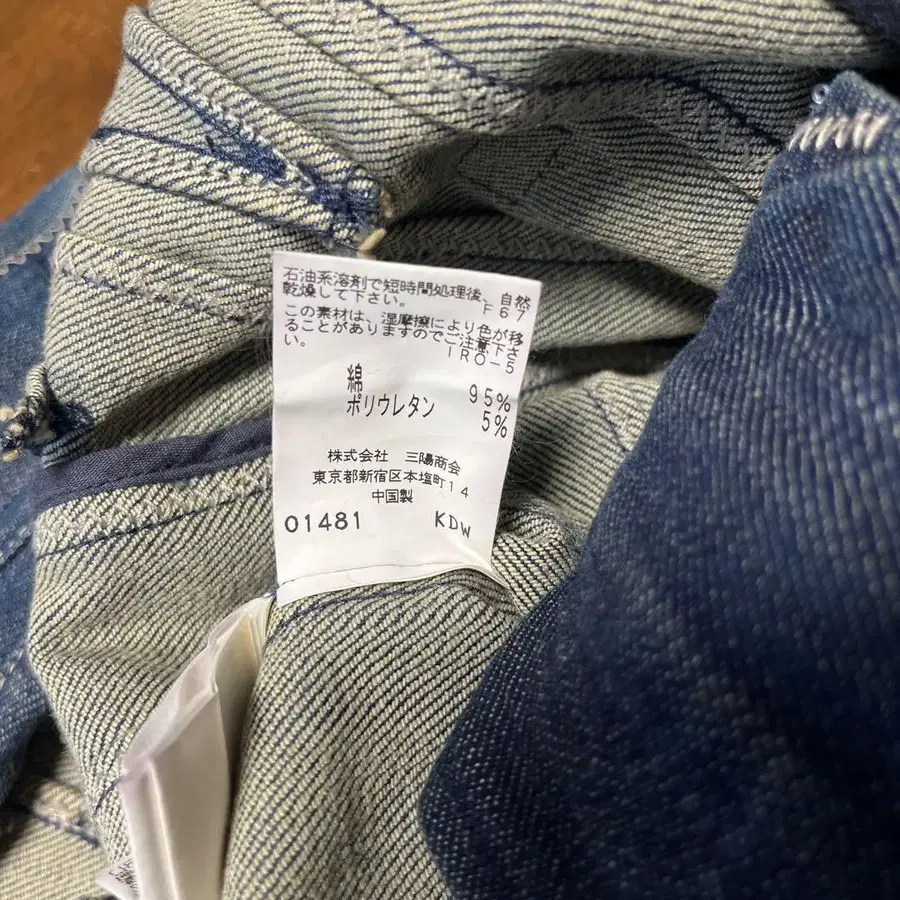 石油系溶剤で短時間処理後、自然
乾燥して下さい。 F67
この素材は、湿摩擦により色が移
ることがありますのでご注意下さ
い。 IRO-5
綿 95%
ポリウレタン 5%
株式会社 三陽商会
東京都新宿区本塩町14
中国製
01481 KDW